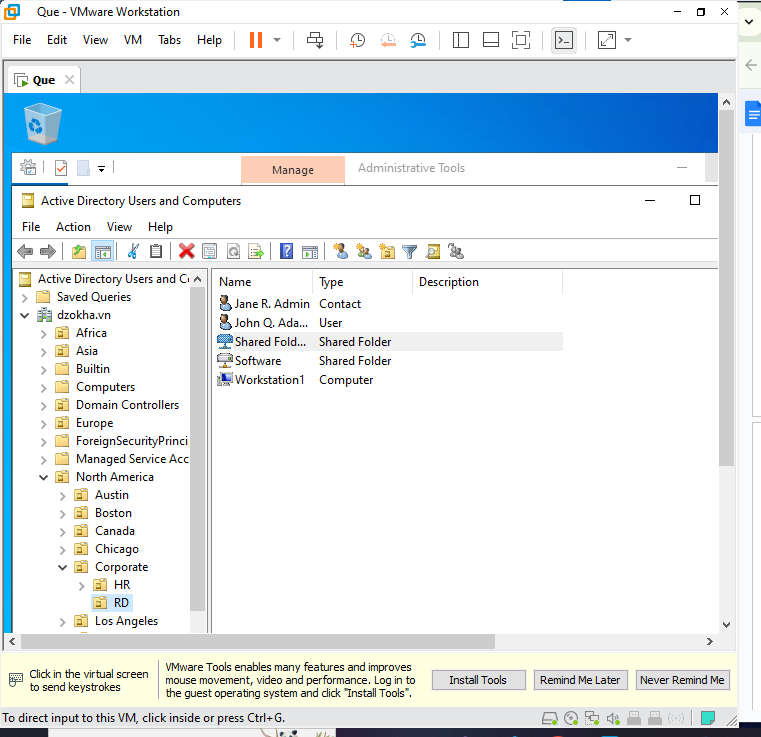 Que - VMware Workstation
File Edit View VM Tabs Help
Que
Manage Administrative Tools
Active Directory Users and Computers
File Action View Help
Active Directory Users and Co
Saved Queries
dzokha.vn
Africa
Asia
Builtin
Computers
Domain Controllers
Europe
ForeignSecurityPrinci
Managed Service Acc
North America
Austin
Boston
Canada
Chicago
Corporate
HR
RD
Los Angeles
Name Type Description
Jane R. Admin Contact
John Q. Ada... User
Shared Fold... Shared Folder
Software Shared Folder
Workstation1 Computer
Click in the virtual screen
to send keystrokes
VMware Tools enables many features and improves
mouse movement, video and performance. Log in to
the guest operating system and click "Install Tools".
Install Tools Remind Me Later Never Remind Me
To direct input to this VM, click inside or press Ctrl+G.